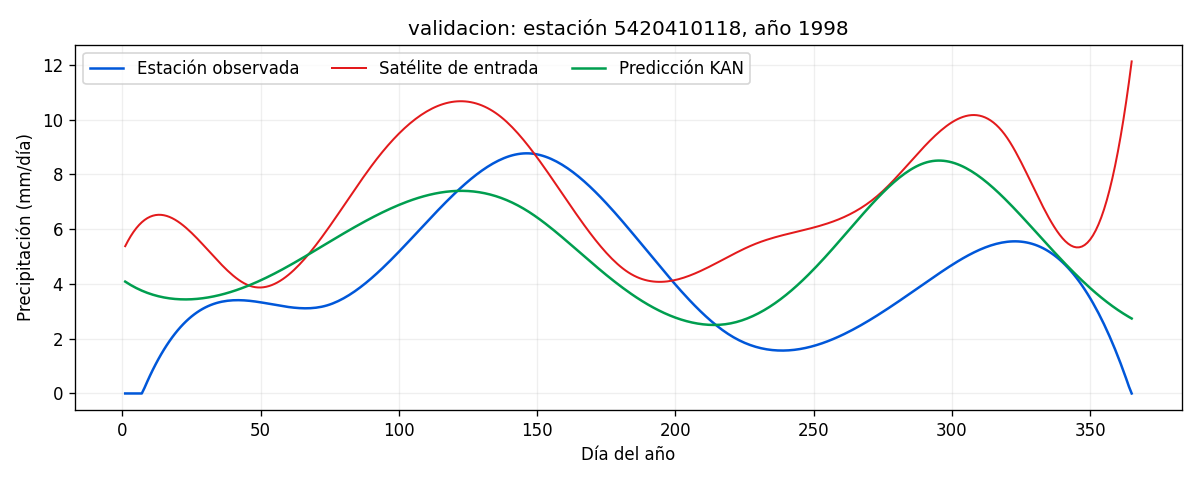 validacion: estación 5420410118, año 1998
Estación observada
Satélite de entrada
Predicción KAN
Precipitación (mm/día)
12
10
8
6
4
2
0
0 50 100 150 200 250 300 350
Día del año